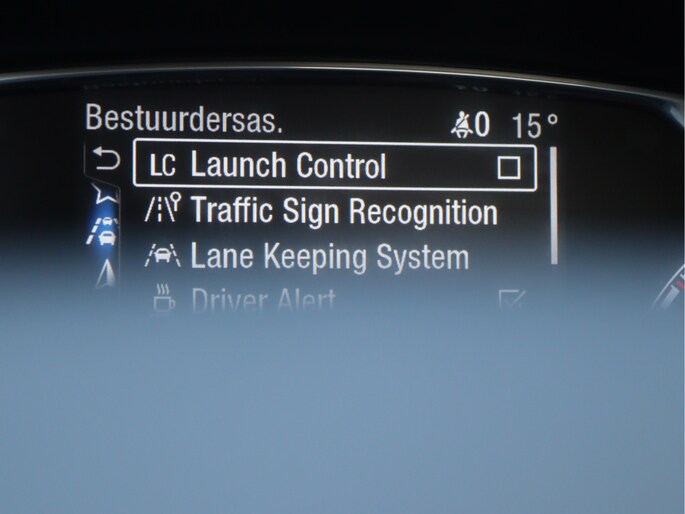 Bestuurdersas. 0 15°
LC Launch Control
Traffic Sign Recognition
Lane Keeping System
Driver Alert